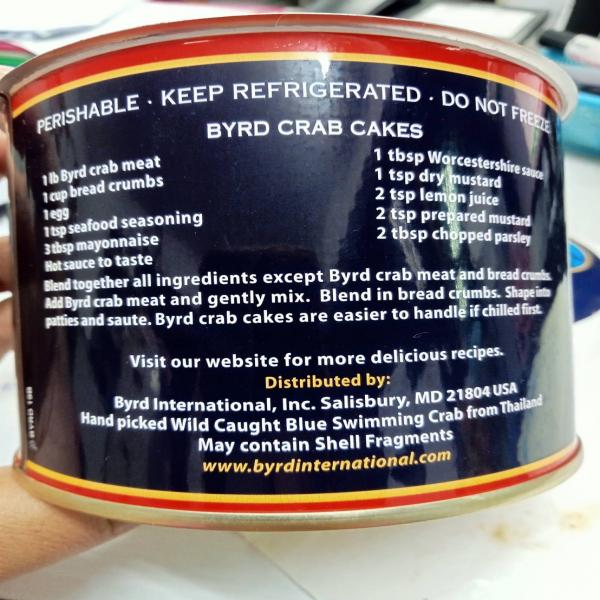 PERISHABLE · KEEP REFRIGERATED · DO NOT FREEZE
BYRD CRAB CAKES
1 lb Byrd crab meat
1 cup bread crumbs
1 egg
1 tsp seafood seasoning
3 tbsp mayonnaise
Hot sauce to taste
1 tbsp Worcestershire sauce
1 tsp dry mustard
2 tsp lemon juice
2 tsp prepared mustard
2 tbsp chopped parsley
Blend together all ingredients except Byrd crab meat and bread crumbs.
Add Byrd crab meat and gently mix. Blend in bread crumbs. Shape into
patties and saute. Byrd crab cakes are easier to handle if chilled first.
Visit our website for more delicious recipes.
Distributed by:
Byrd International, Inc. Salisbury, MD 21804 USA
Hand picked Wild Caught Blue Swimming Crab from Thailand
May contain Shell Fragments
www.byrdinternational.com